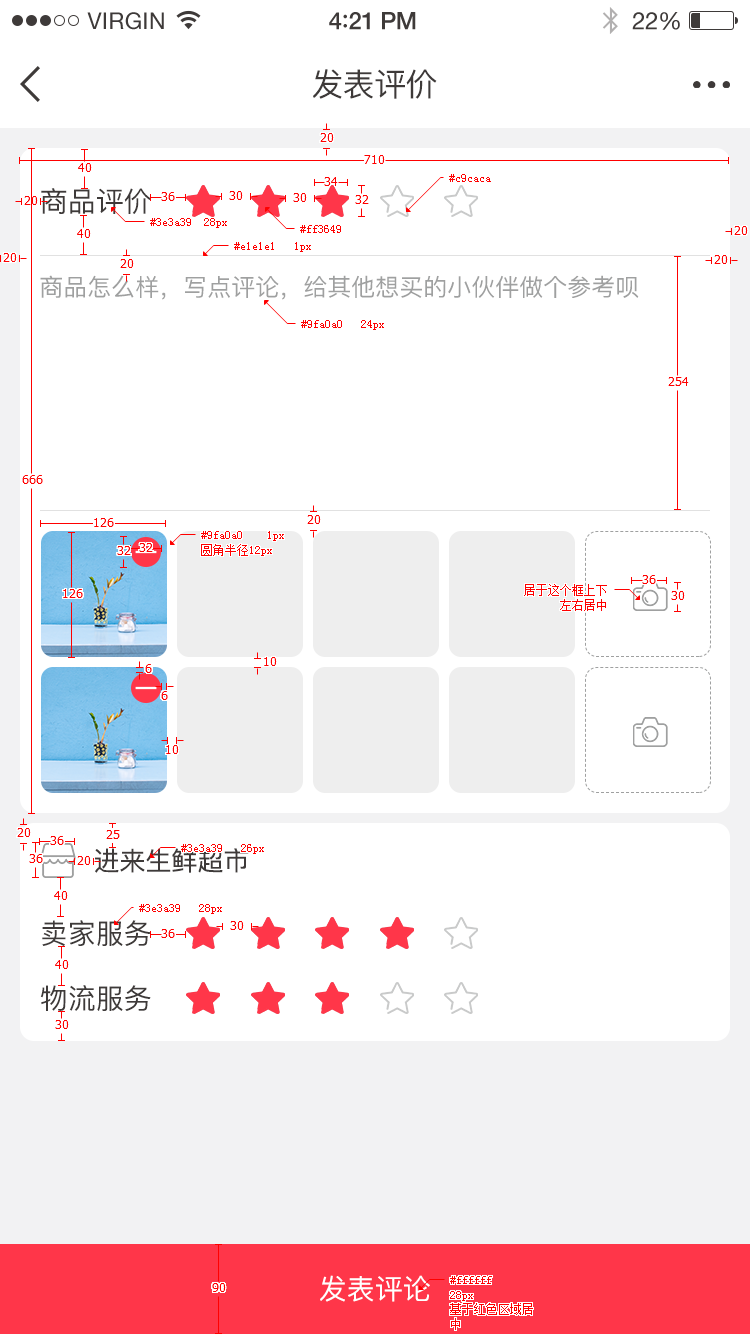 VIRGIN 4:21 PM 22%
发表评价
20
710
40
34
#c9caca
20 商品评价 36 30 30 32
#3e3a39 28px #ff3649
40 20
#e1e1e1 1px
20 20 20
商品怎么样，写点评论，给其他想买的小伙伴做个参考呗
#9fa0a0 24px
254
666
126 20
#9fa0a0 1px
圆角半径12px
32 32
36
126 居于这个框上下
左右居中 30
10
6
6
10
20 25
36 #3e3a39 26px
36 20 进来生鲜超市
40
#3e3a39 28px
卖家服务 36 30
40
物流服务
30
90 发表评论 #ffffff
28px
基于红色区域居
中